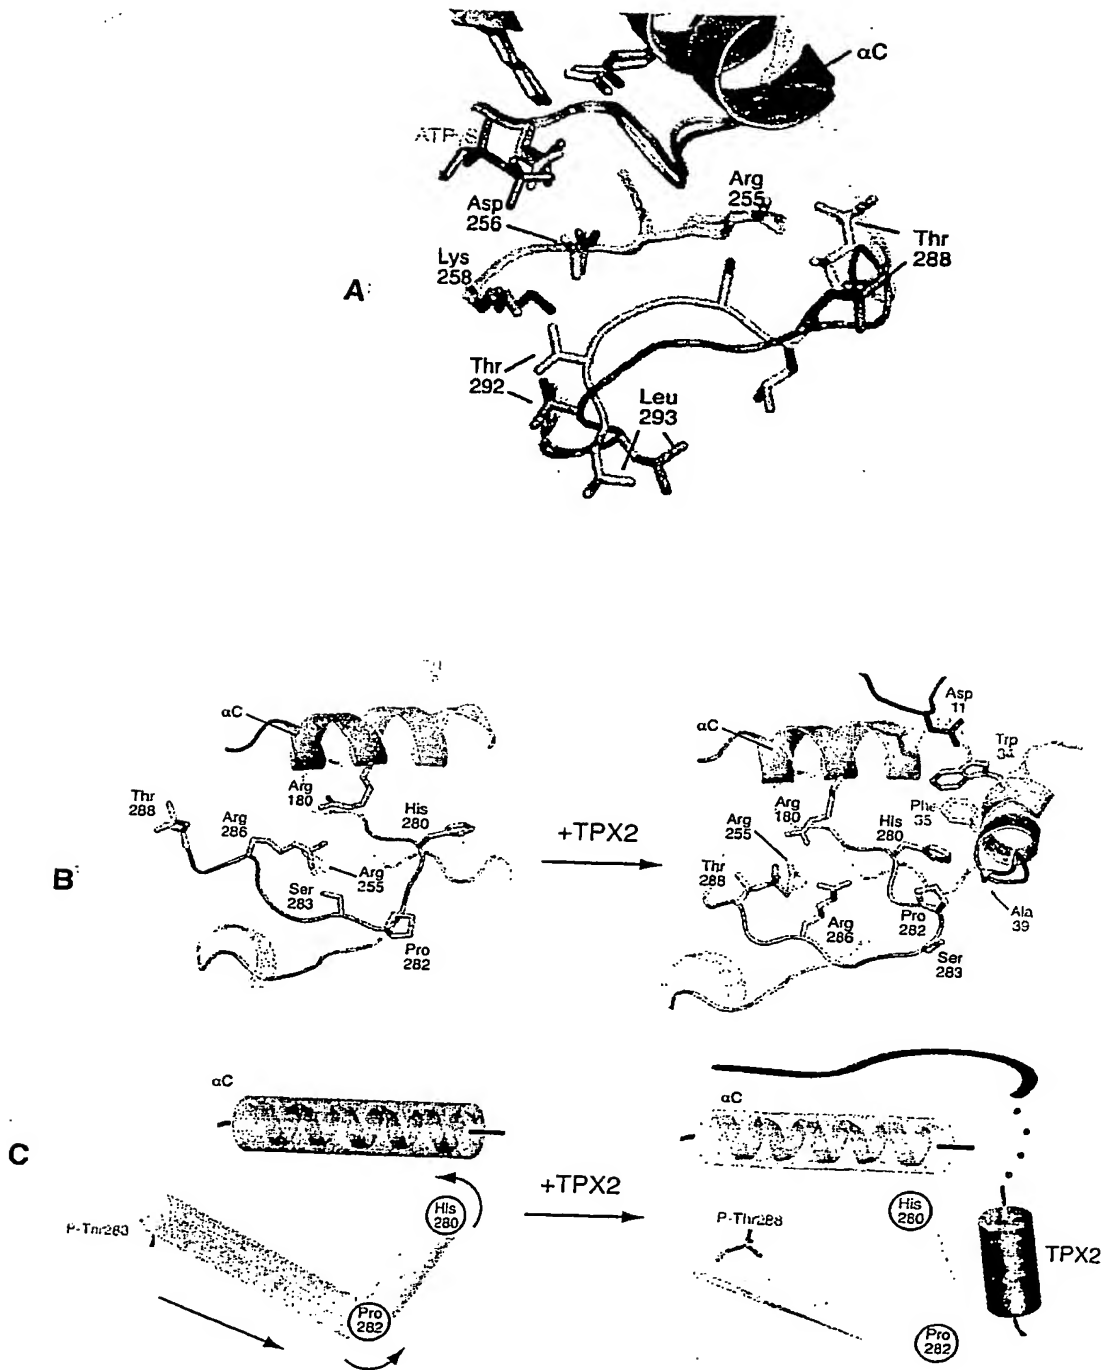 αC
Arg
255
Asp
256
Thr
288
Lys
258
A
Thr
292
Leu
293
αC
Arg
180
Thr
288
Arg
286
His
280
Arg
255
Ser
283
Pro
282
B
+TPX2
Asp
11
αC
Trp
34
Arg
180
Phe
35
Arg
255
His
280
Thr
288
Arg
286
Pro
282
Ala
39
Ser
283
αC
C
His
280
Pro
282
+TPX2
αC
His
280
P-Thr288
TPX2
Pro
282